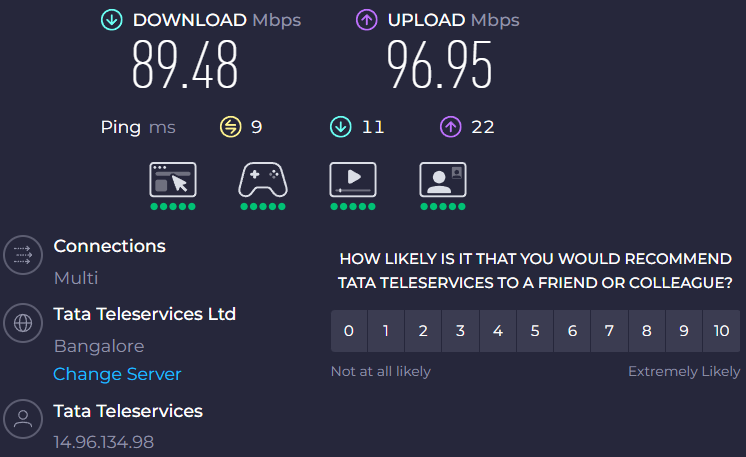 DOWNLOAD Mbps
UPLOAD Mbps
89.48
96.95
Ping ms 9 11 22
Connections
Multi
Tata Teleservices Ltd
Bangalore
Change Server
Tata Teleservices
14.96.134.98
HOW LIKELY IS IT THAT YOU WOULD RECOMMEND
TATA TELESERVICES TO A FRIEND OR COLLEAGUE?
0 1 2 3 4 5 6 7 8 9 10
Not at all likely
Extremely Likely